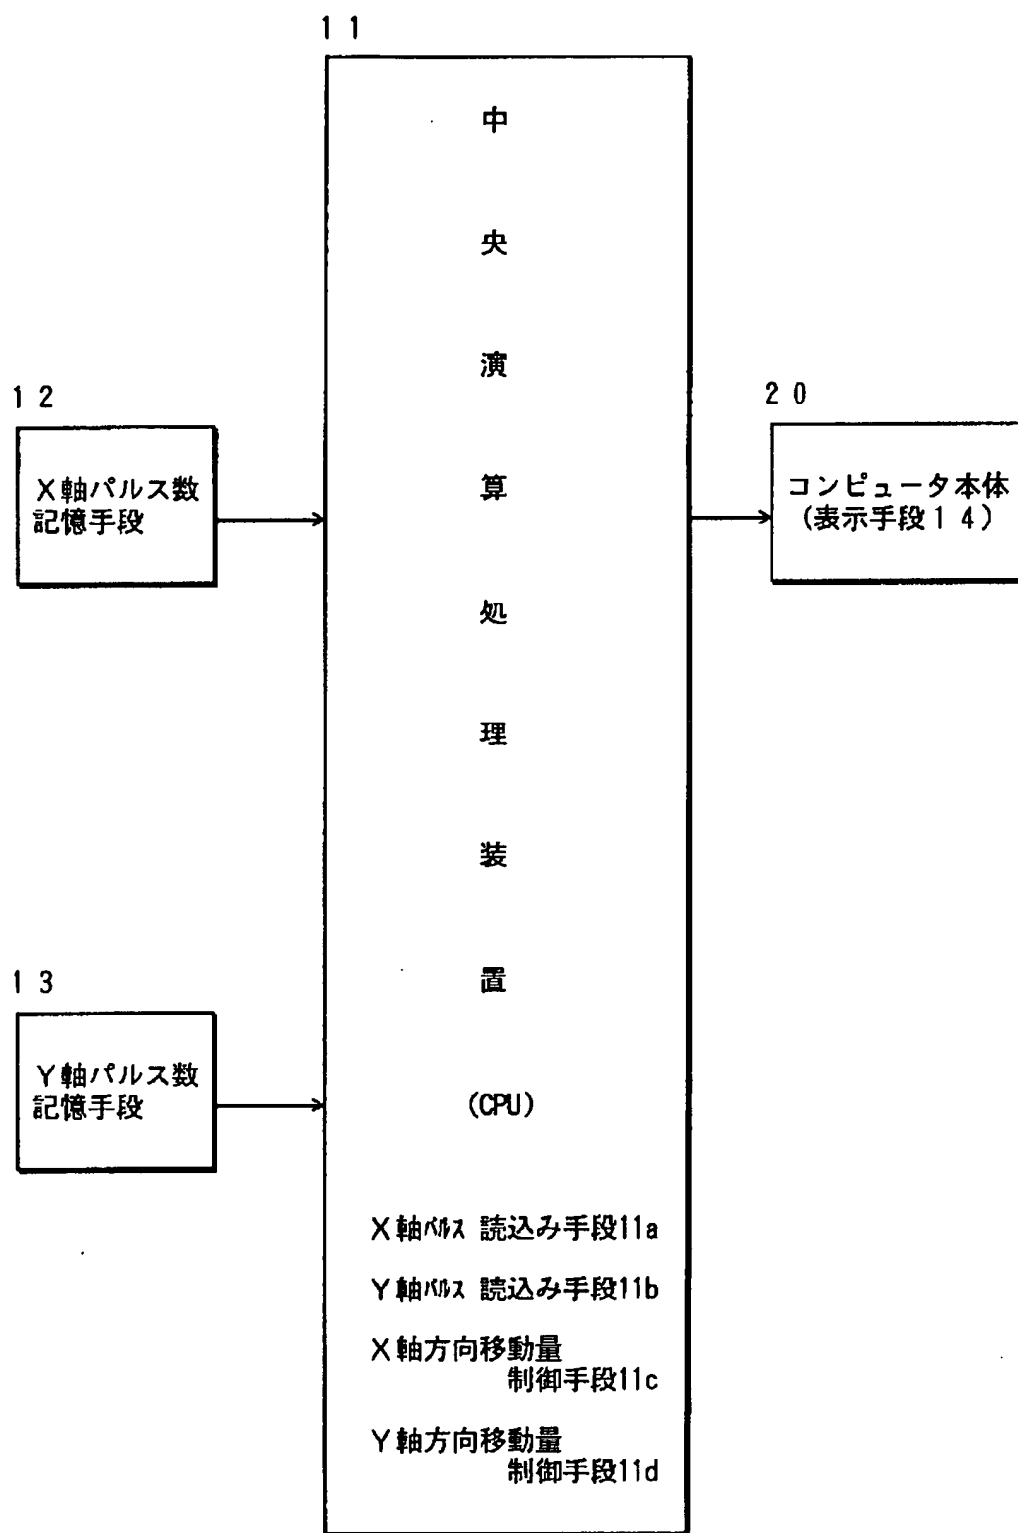 11
中
央
演
算
処
理
装
置
(CPU)
X軸ﾊﾟﾙｽ 読込み手段11a
Y軸ﾊﾟﾙｽ 読込み手段11b
X軸方向移動量
制御手段11c
Y軸方向移動量
制御手段11d
12
X軸パルス数
記憶手段
13
Y軸パルス数
記憶手段
20
コンピュータ本体
(表示手段14)